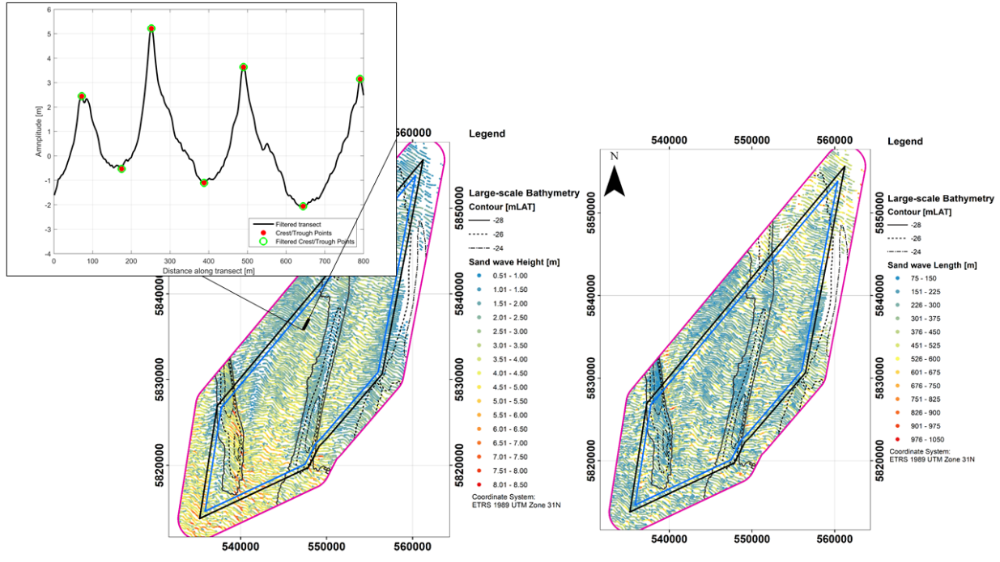 6
5
4
3
2
1
0
-1
-2
-3
-4
Amnplitude [m]
0 100 200 300 400 500 600 700 800
Distance along transect [m]
Filtered transect
Crest/Trough Points
Filtered Crest/Trough Points
560000
5850000
5840000
5830000
5820000
540000 550000 560000
Legend
Large-scale Bathymetry
Contour [mLAT]
-28
-26
-24
Sand wave Height [m]
0.51 - 1.00
1.01 - 1.50
1.51 - 2.00
2.01 - 2.50
2.51 - 3.00
3.01 - 3.50
3.51 - 4.00
4.01 - 4.50
4.51 - 5.00
5.01 - 5.50
5.51 - 6.00
6.01 - 6.50
6.51 - 7.00
7.01 - 7.50
7.51 - 8.00
8.01 - 8.50
Coordinate System:
ETRS 1989 UTM Zone 31N
540000 550000 560000
N
5850000
5840000
5830000
5820000
540000 550000 560000
Legend
Large-scale Bathymetry
Contour [mLAT]
-28
-26
-24
Sand wave Length [m]
75 - 150
151 - 225
226 - 300
301 - 375
376 - 450
451 - 525
526 - 600
601 - 675
676 - 750
751 - 825
826 - 900
901 - 975
976 - 1050
Coordinate System:
ETRS 1989 UTM Zone 31N